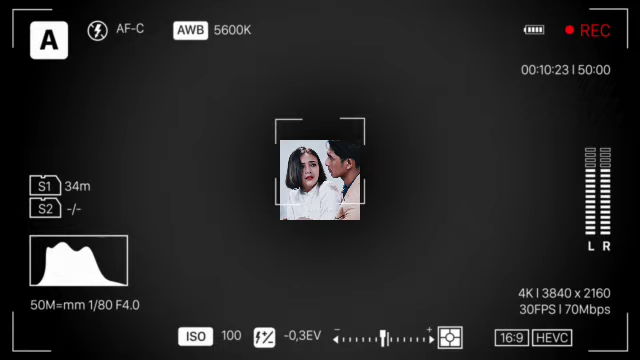 A
AF-C
AWB 5600K
REC
00:10:23 | 50:00
S1 34m
S2 -/-
L R
50M=mm 1/80 F4.0
4K | 3840 x 2160
30FPS | 70Mbps
ISO 100
-0,3EV
- +
16:9 HEVC